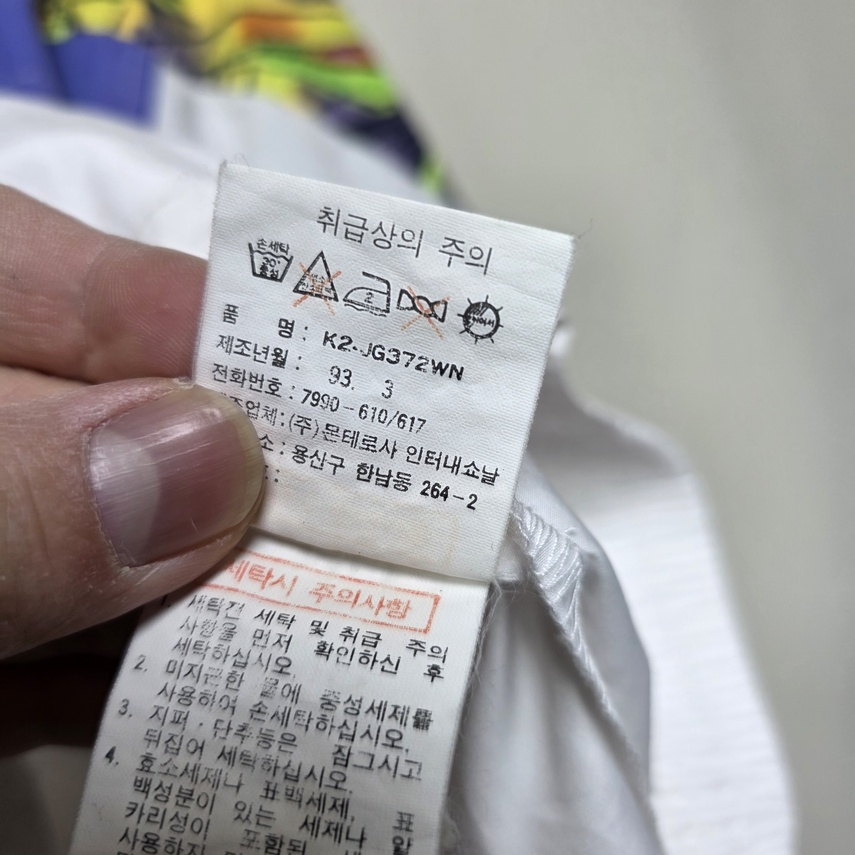 취급상의 주의
손세탁
20°
중성
2
품 명 : K2-JG372WN
제조년월 : 93. 3
전화번호 : 7990-610/617
조업체 : (주)몬테로사 인터내쇼날
소 : 용산구 한남동 264-2
세탁시 주의사항
1. 세탁전 세탁 및 취급 주의
사항을 먼저 확인하신 후
세탁하십시오.
2. 미지근한 물에 중성세제를
사용하여 손세탁하십시오.
3. 지퍼·단추등은 잠그시고
뒤집어 세탁하십시오.
4. 효소세제나 표백세제, 표
백성분이 있는 세제나 알
카리성이 포함된 세제
사용하지